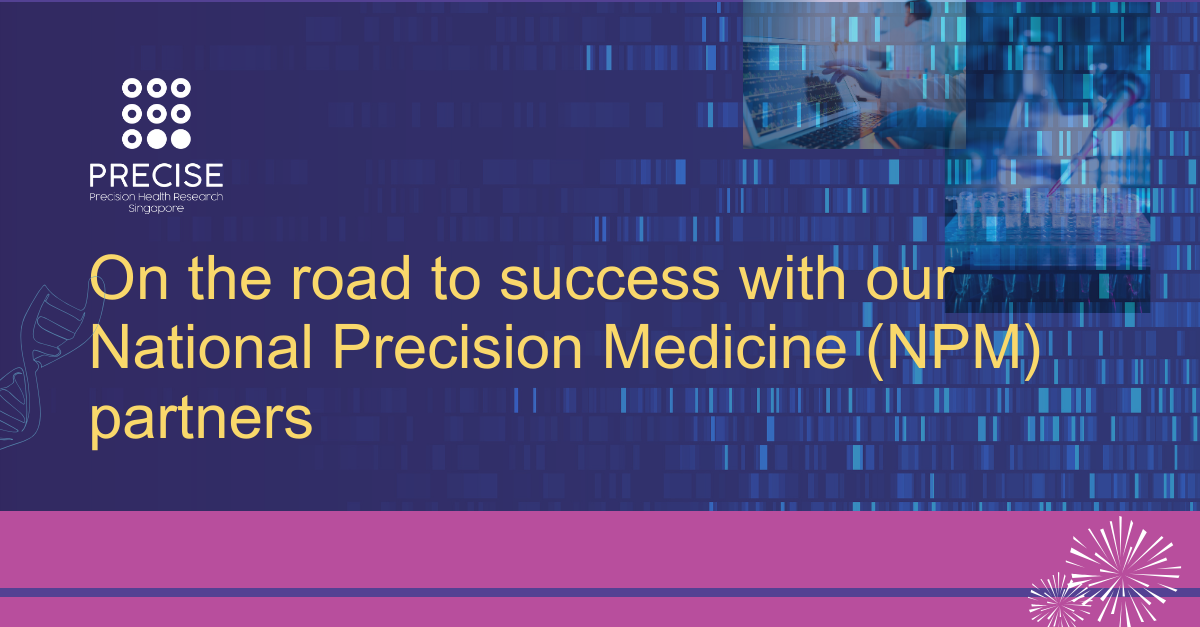 PRECISE
Precision Health Research
Singapore
On the road to success with our
National Precision Medicine (NPM)
partners